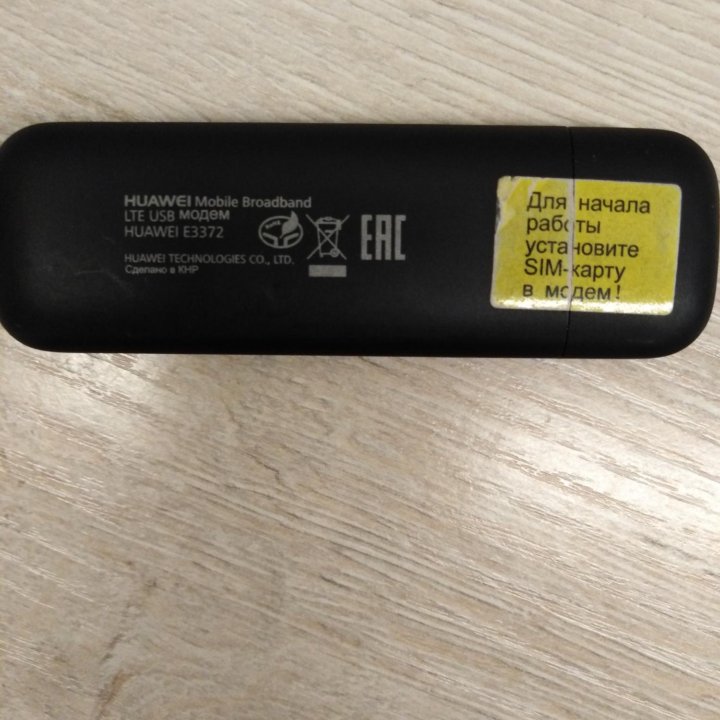 HUAWEI Mobile Broadband
LTE USB модем
HUAWEI E3372
HUAWEI TECHNOLOGIES CO., LTD.
Сделано в КНР
RoHS
EAC
Для начала
работы
установите
SIM-карту
в модем!